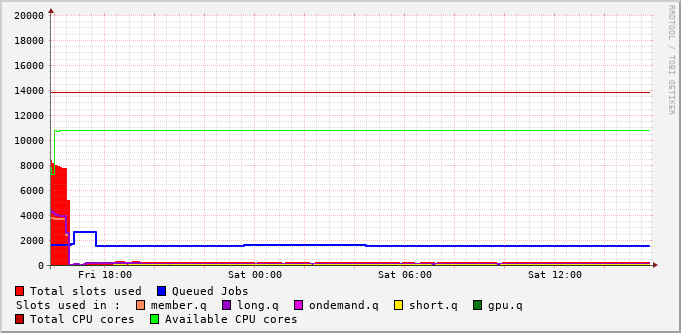 20000
18000
16000
14000
12000
10000
8000
6000
4000
2000
0
Fri 18:00 Sat 00:00 Sat 06:00 Sat 12:00
Total slots used Queued Jobs
Slots used in : member.q long.q ondemand.q short.q gpu.q
Total CPU cores Available CPU cores
RRDTOOL / TOBI OETIKER